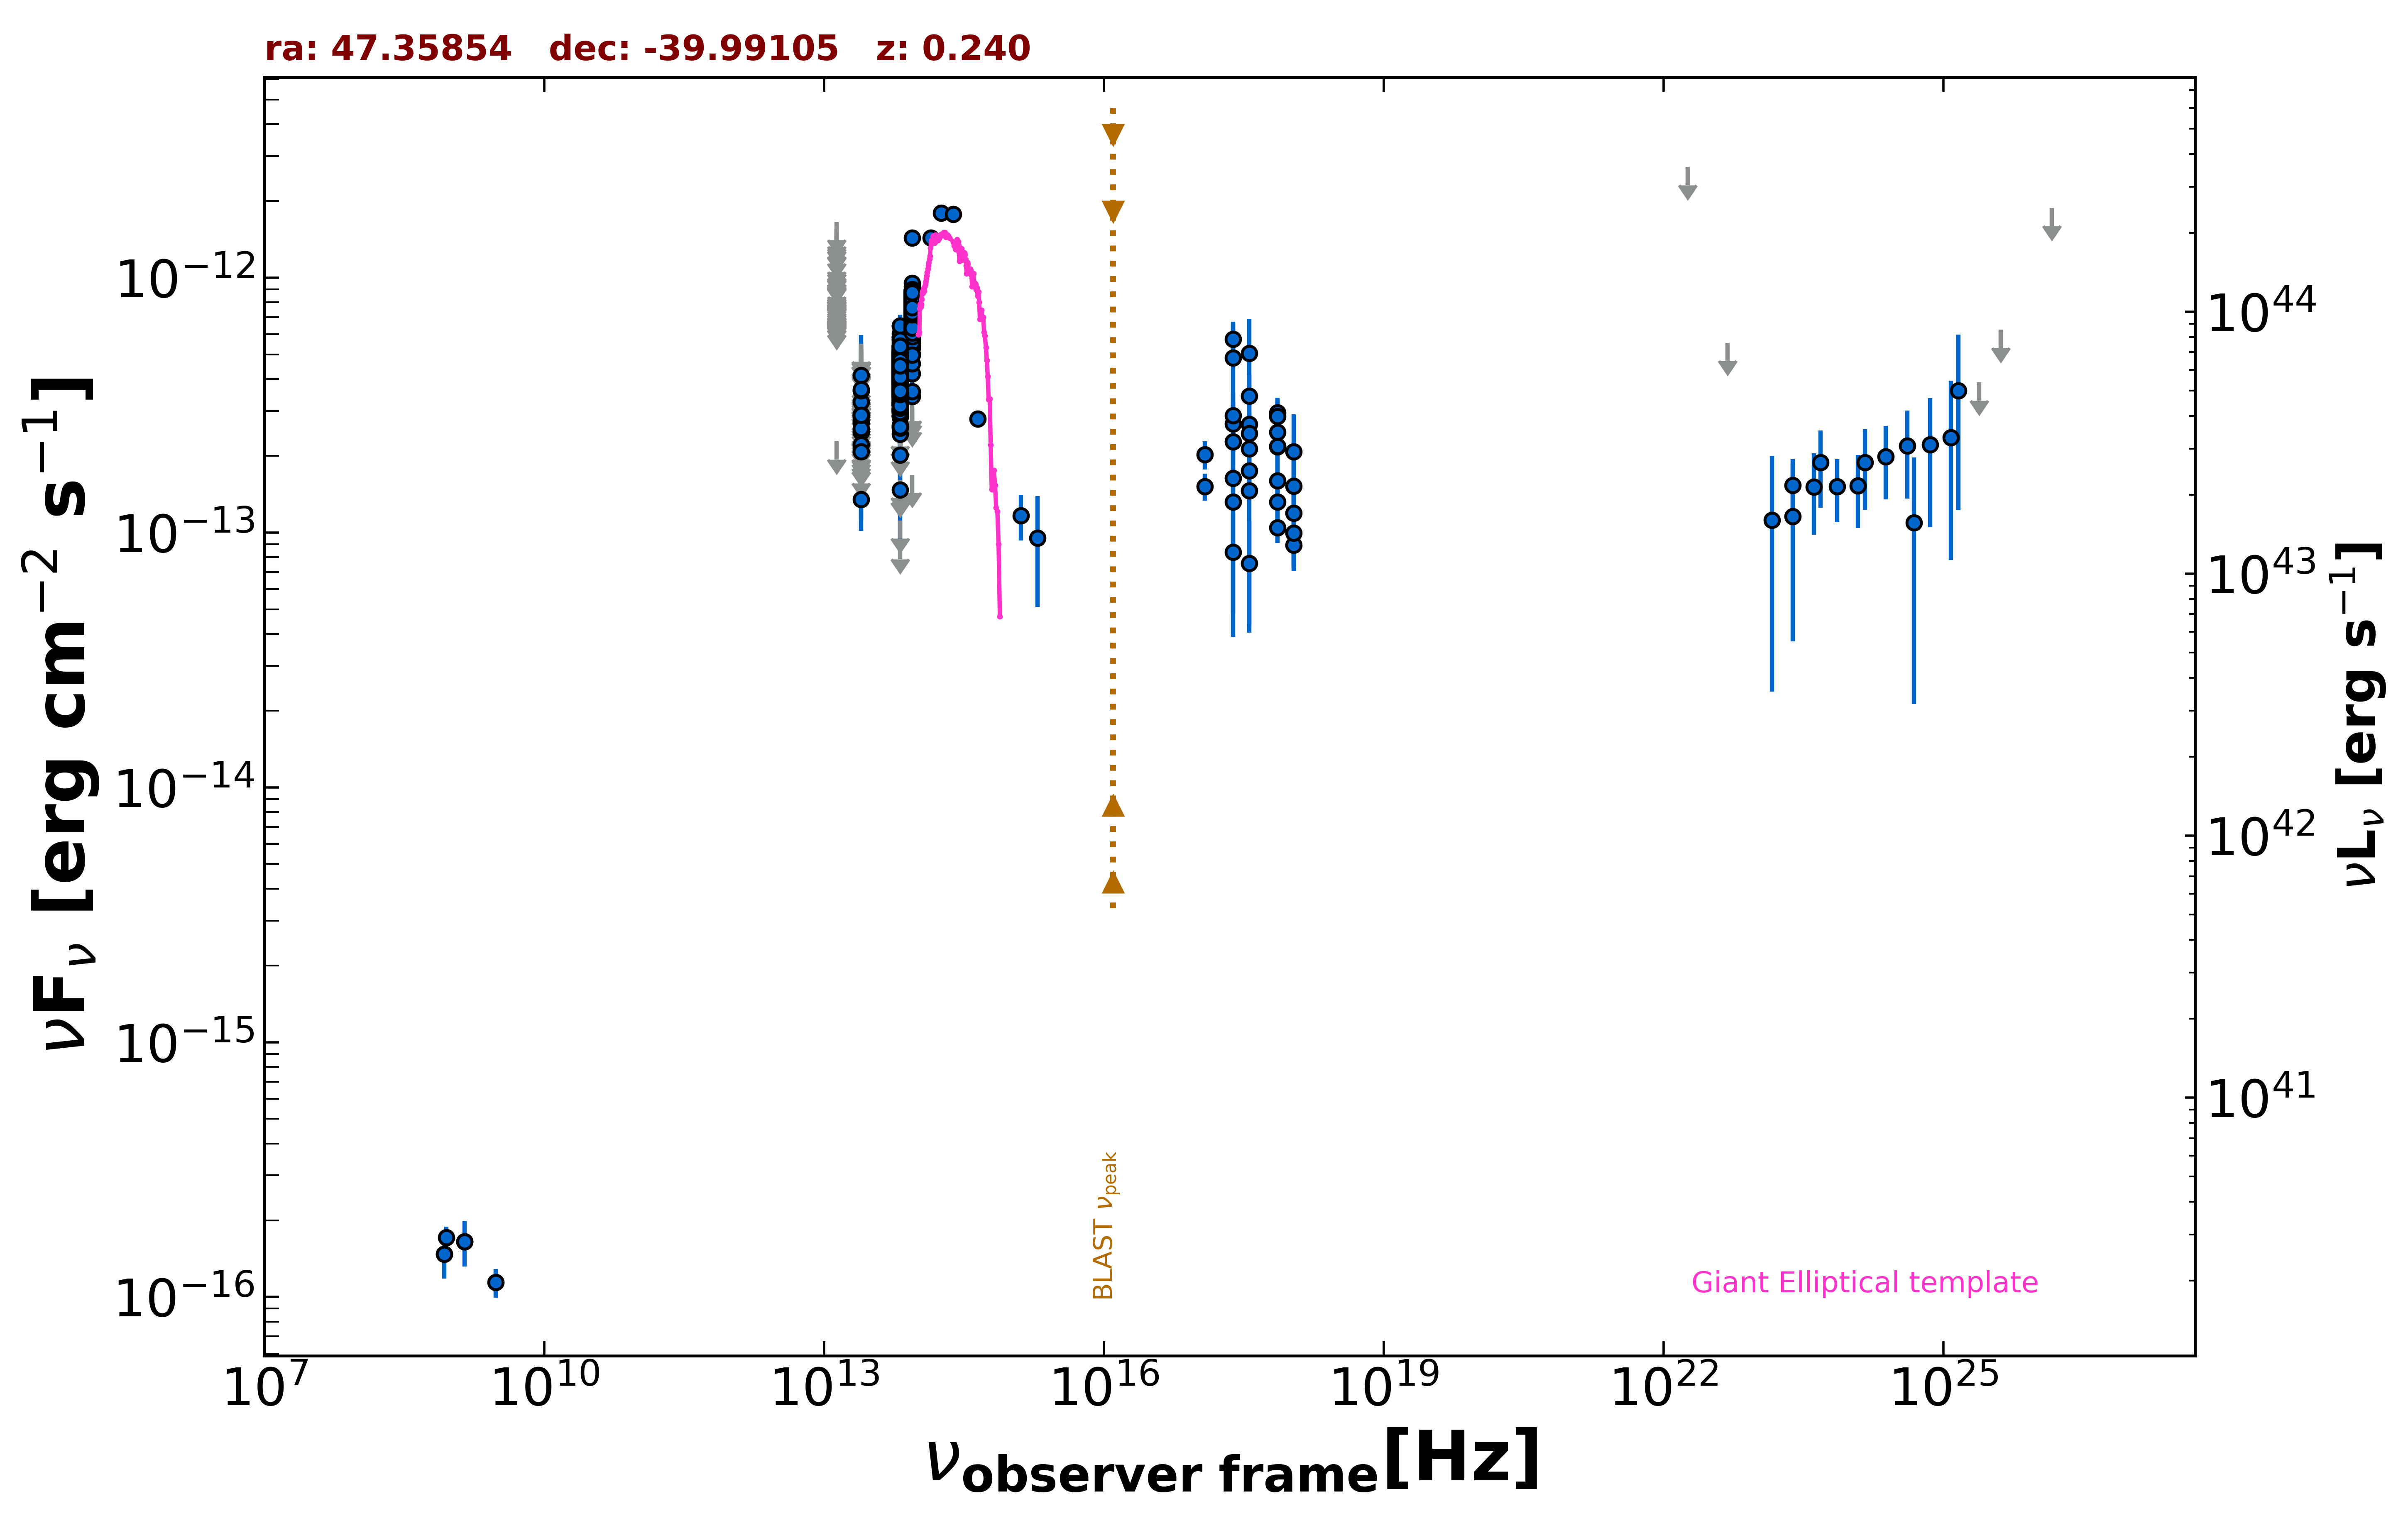 ra: 47.35854   dec: -39.99105   z: 0.240
νFν [erg cm−2 s−1]
10−12
10−13
10−14
10−15
10−16
1044
1043
1042
1041
νLν [erg s−1]
BLAST νpeak
Giant Elliptical template
107 1010 1013 1016 1019 1022 1025
νobserver frame[Hz]